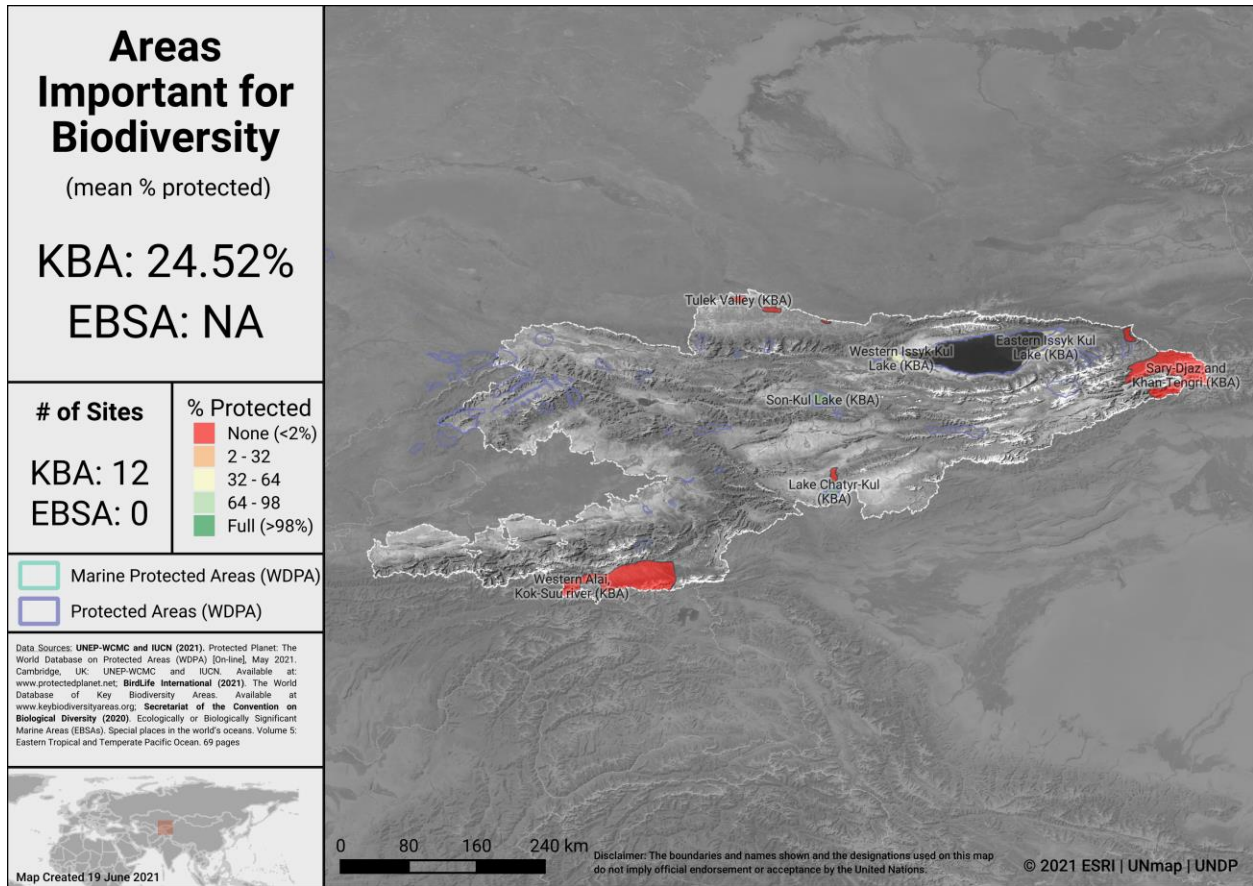 Areas
Important for
Biodiversity
(mean % protected)
KBA: 24.52%
EBSA: NA
# of Sites
KBA: 12
EBSA: 0
% Protected
None (<2%)
2 - 32
32 - 64
64 - 98
Full (>98%)
Marine Protected Areas (WDPA)
Protected Areas (WDPA)
Data Sources: UNEP-WCMC and IUCN (2021). Protected Planet: The
World Database on Protected Areas (WDPA) [On-line], May 2021.
Cambridge, UK: UNEP-WCMC and IUCN. Available at:
www.protectedplanet.net; BirdLife International (2021). The World
Database of Key Biodiversity Areas. Available at
www.keybiodiversityareas.org; Secretariat of the Convention on
Biological Diversity (2020). Ecologically or Biologically Significant
Marine Areas (EBSAs). Special places in the world's oceans. Volume 5:
Eastern Tropical and Temperate Pacific Ocean. 69 pages
Map Created 19 June 2021
Tulek Valley (KBA)
Western Issyk Kul
Lake (KBA)
Eastern Issyk Kul
Lake (KBA)
Sary-Djaz and
Khan-Tengri (KBA)
Son-Kul Lake (KBA)
Lake Chatyr-Kul
(KBA)
Western Alai,
Kok-Suu river (KBA)
0 80 160 240 km
Disclaimer: The boundaries and names shown and the designations used on this map
do not imply official endorsement or acceptance by the United Nations.
© 2021 ESRI | UNmap | UNDP